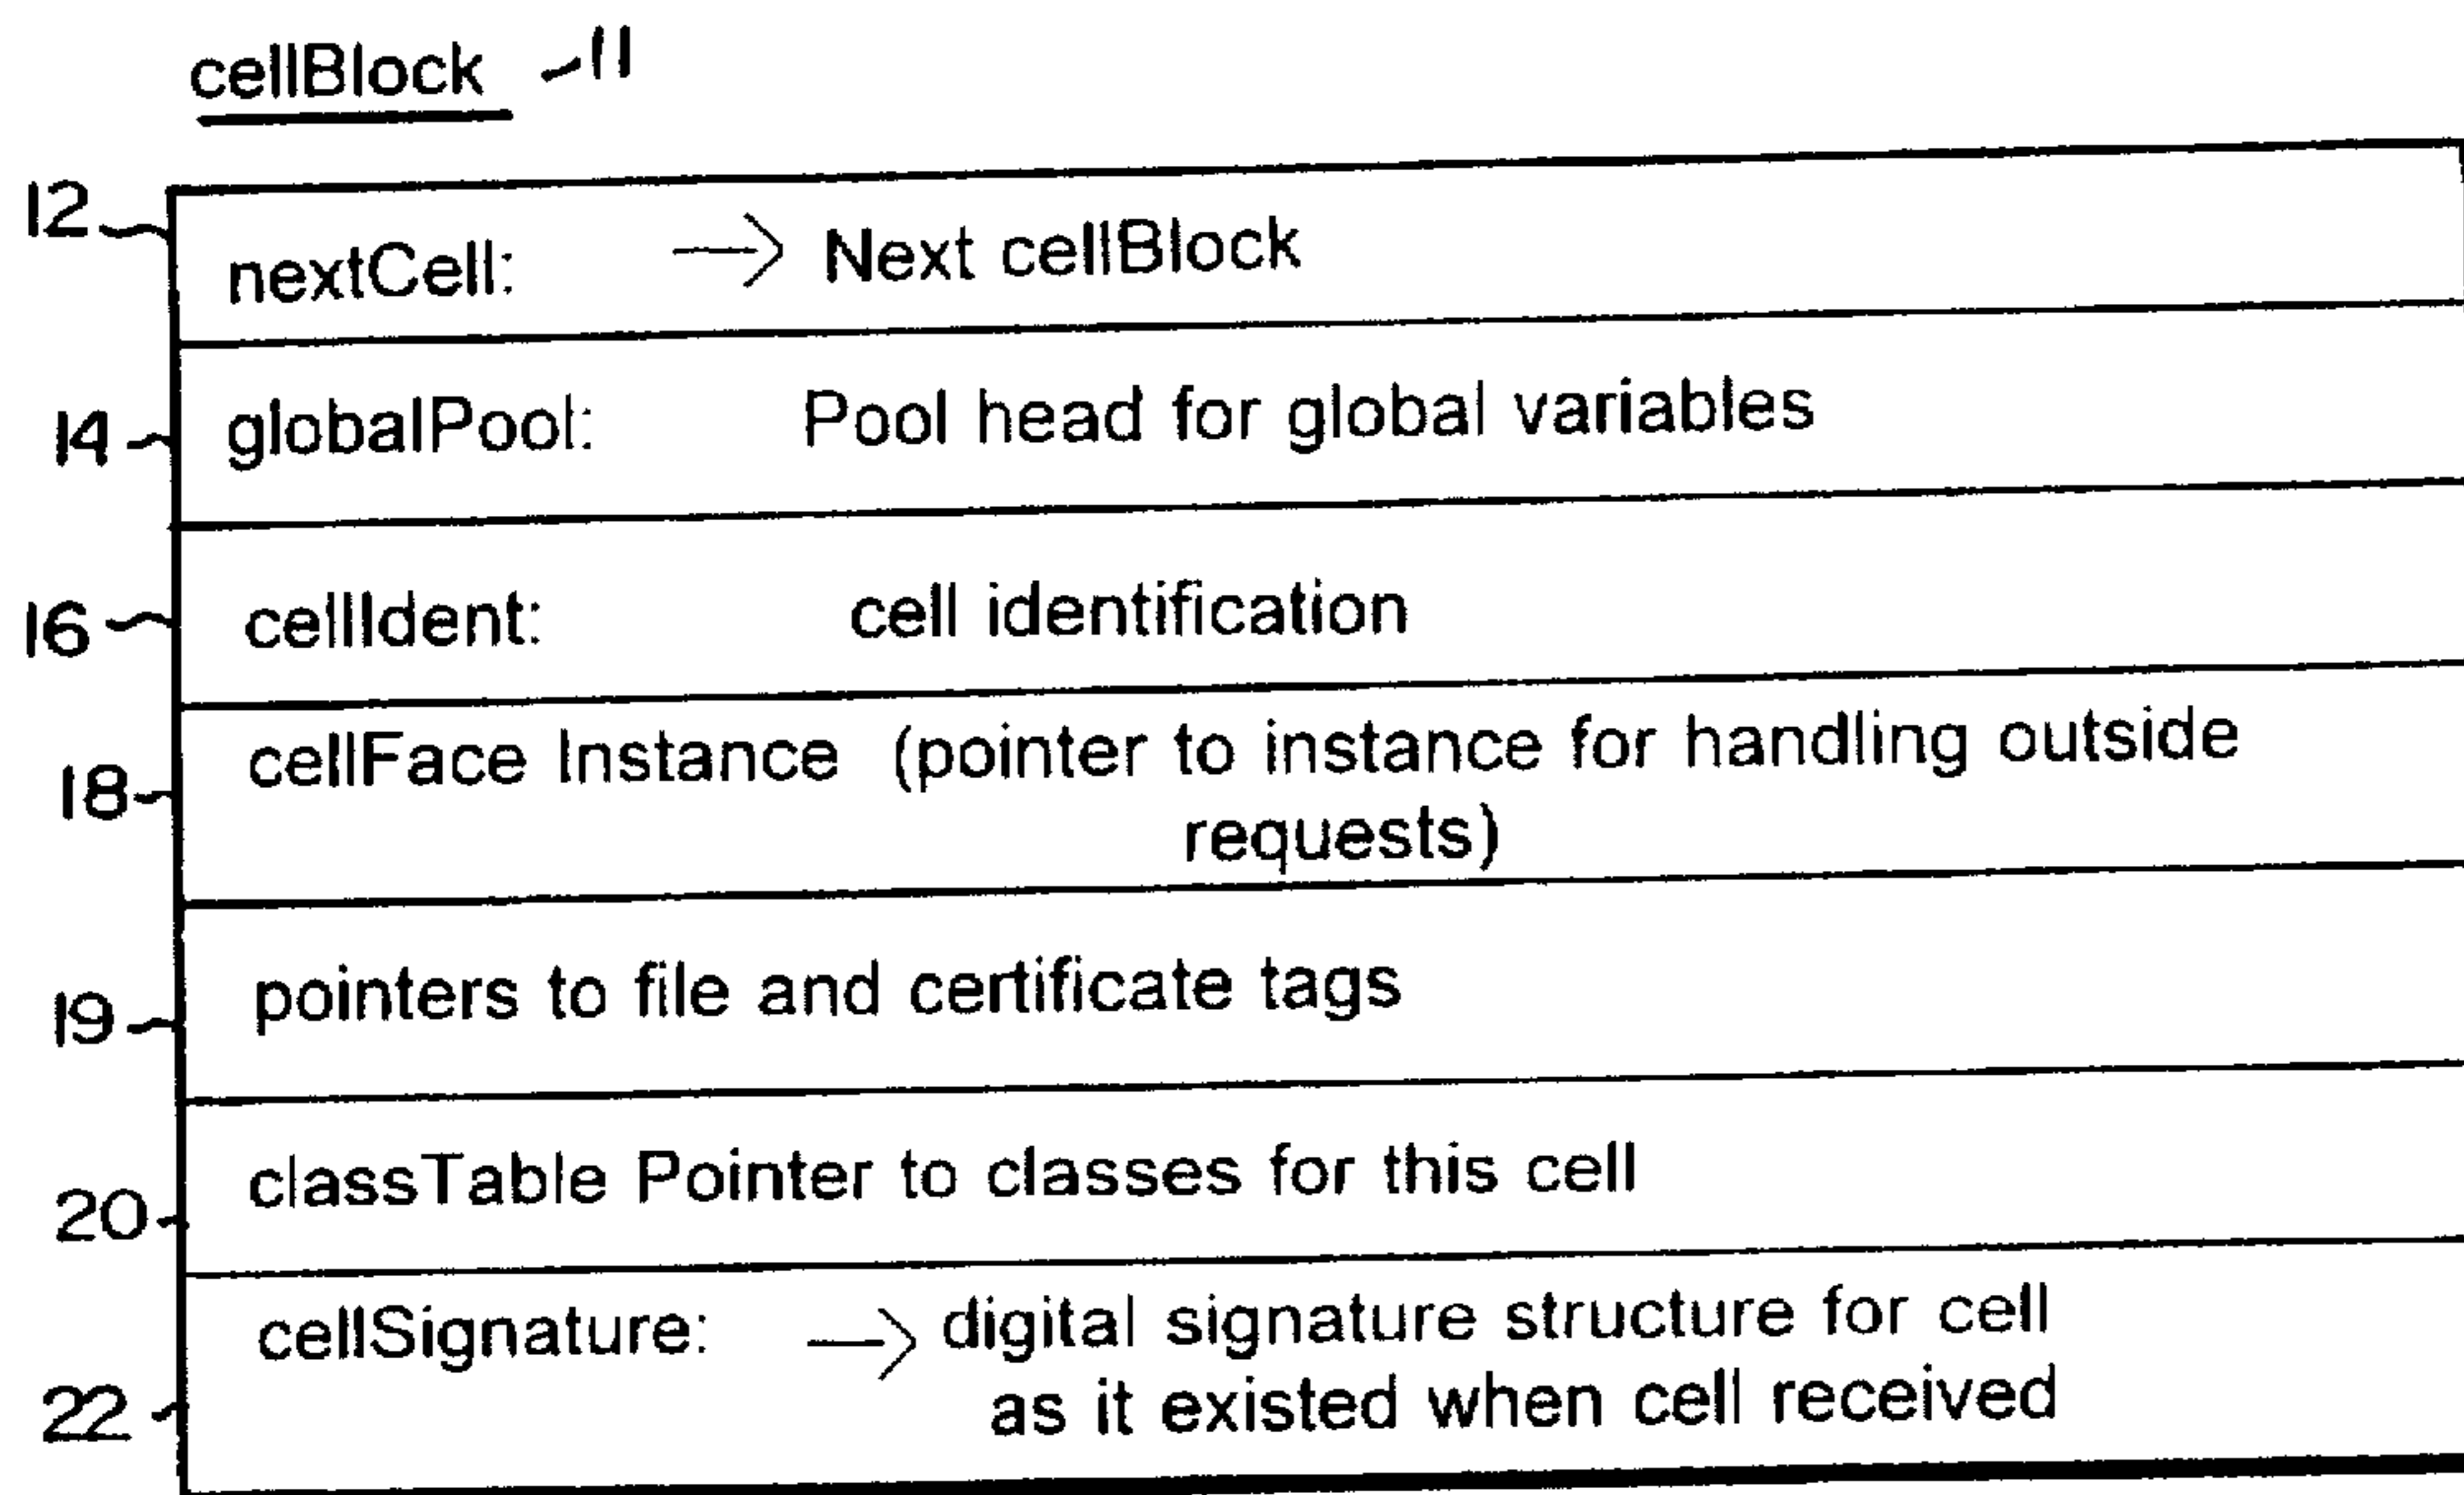 cellBlock 11
12
nextCell: → Next cellBlock
14 globalPool: Pool head for global variables
16 cellIdent: cell identification
cellFace Instance (pointer to instance for handling outside
18
requests)
19 pointers to file and certificate tags
20 classTable Pointer to classes for this cell
cellSignature: → digital signature structure for cell
22 as it existed when cell received